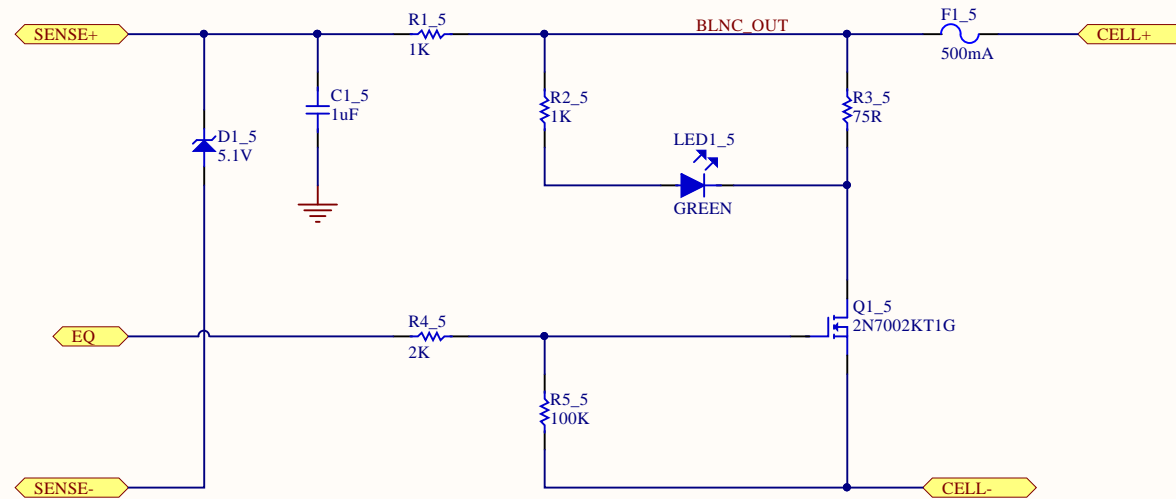 F1_5
SENSE+
R1_5
BLNC_OUT
CELL+
1K
500mA
C1_5
1uF
R2_5
1K
R3_5
75R
D1_5
5.1V
LED1_5
GREEN
Q1_5
2N7002KT1G
EQ
R4_5
2K
R5_5
100K
SENSE-
CELL-